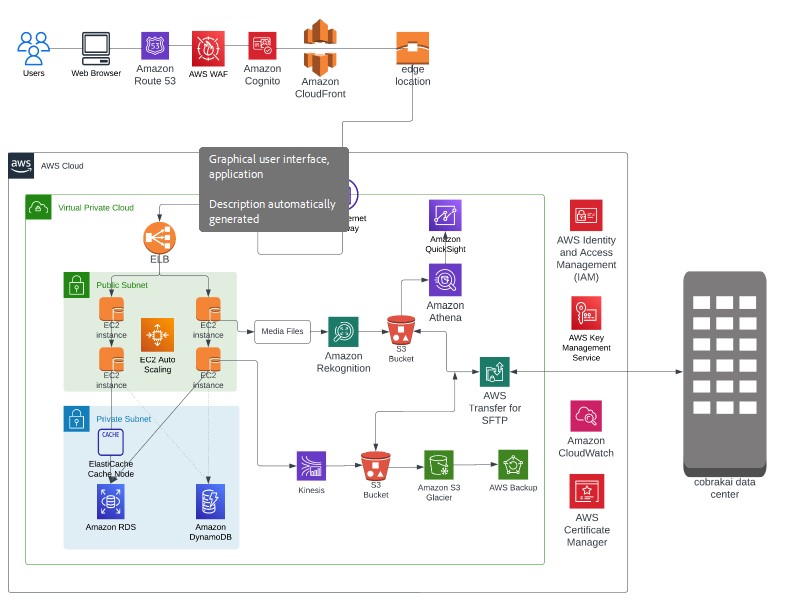 Users
Web Browser
Amazon
Route 53
53
AWS WAF
Amazon
Cognito
Amazon
CloudFront
edge
location
aws
AWS Cloud
Graphical user interface,
application
Description automatically
generated
Virtual Private Cloud
ELB
Amazon
QuickSight
AWS Identity
and Access
Management
(IAM)
Public Subnet
EC2
instance
EC2
instance
EC2 Auto
Scaling
EC2
instance
EC2
instance
Media Files
Amazon
Rekognition
S3
Bucket
Amazon
Athena
AWS Key
Management
Service
AWS
Transfer for
SFTP
Private Subnet
CACHE
ElastiCache
Cache Node
Amazon RDS
Amazon
DynamoDB
Kinesis
S3
Bucket
Amazon S3
Glacier
AWS Backup
Amazon
CloudWatch
AWS
Certificate
Manager
cobrakai data
center